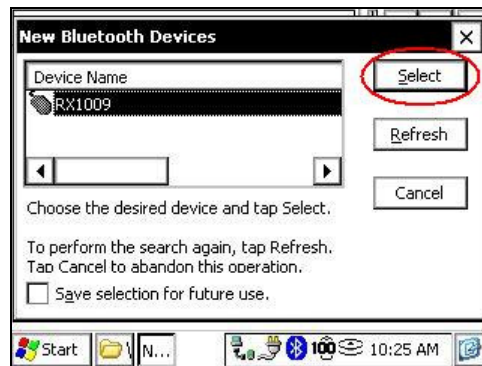 New Bluetooth Devices
Device Name
RX1009
Select
Refresh
Cancel
Choose the desired device and tap Select.
To perform the search again, tap Refresh.
Tap Cancel to abandon this operation.
Save selection for future use.
Start
N...
100
10:25 AM